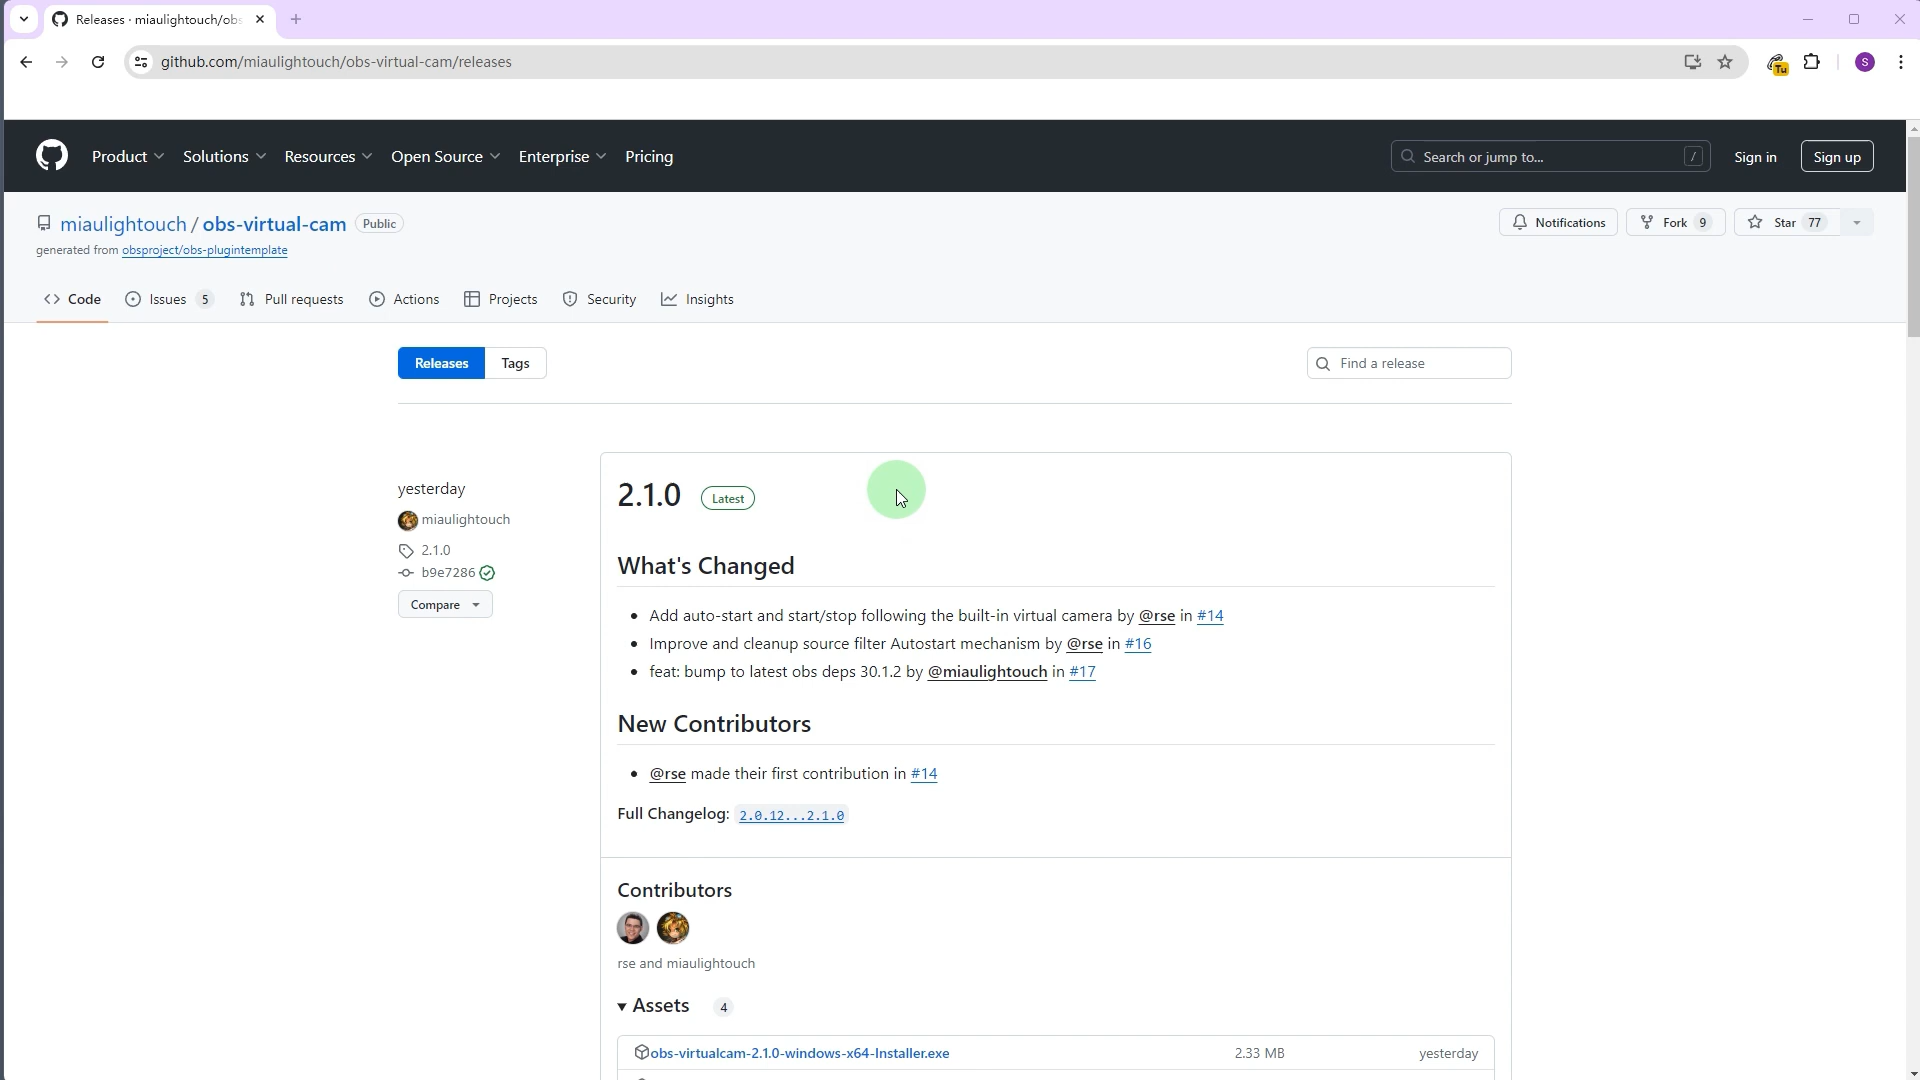 Releases · miaulightouch/obs
github.com/miaulightouch/obs-virtual-cam/releases
Tu
S
Product Solutions Resources Open Source Enterprise Pricing
Search or jump to... /
Sign in
Sign up
miaulightouch / obs-virtual-cam Public
Notifications
Fork 9
Star 77
generated from obsproject/obs-plugintemplate
Code
Issues 5
Pull requests
Actions
Projects
Security
Insights
Releases
Tags
Find a release
yesterday
miaulightouch
2.1.0
b9e7286
Compare
2.1.0 Latest
What's Changed
Add auto-start and start/stop following the built-in virtual camera by @rse in #14
Improve and cleanup source filter Autostart mechanism by @rse in #16
feat: bump to latest obs deps 30.1.2 by @miaulightouch in #17
New Contributors
@rse made their first contribution in #14
Full Changelog: 2.0.12...2.1.0
Contributors
rse and miaulightouch
Assets 4
obs-virtualcam-2.1.0-windows-x64-Installer.exe 2.33 MB yesterday